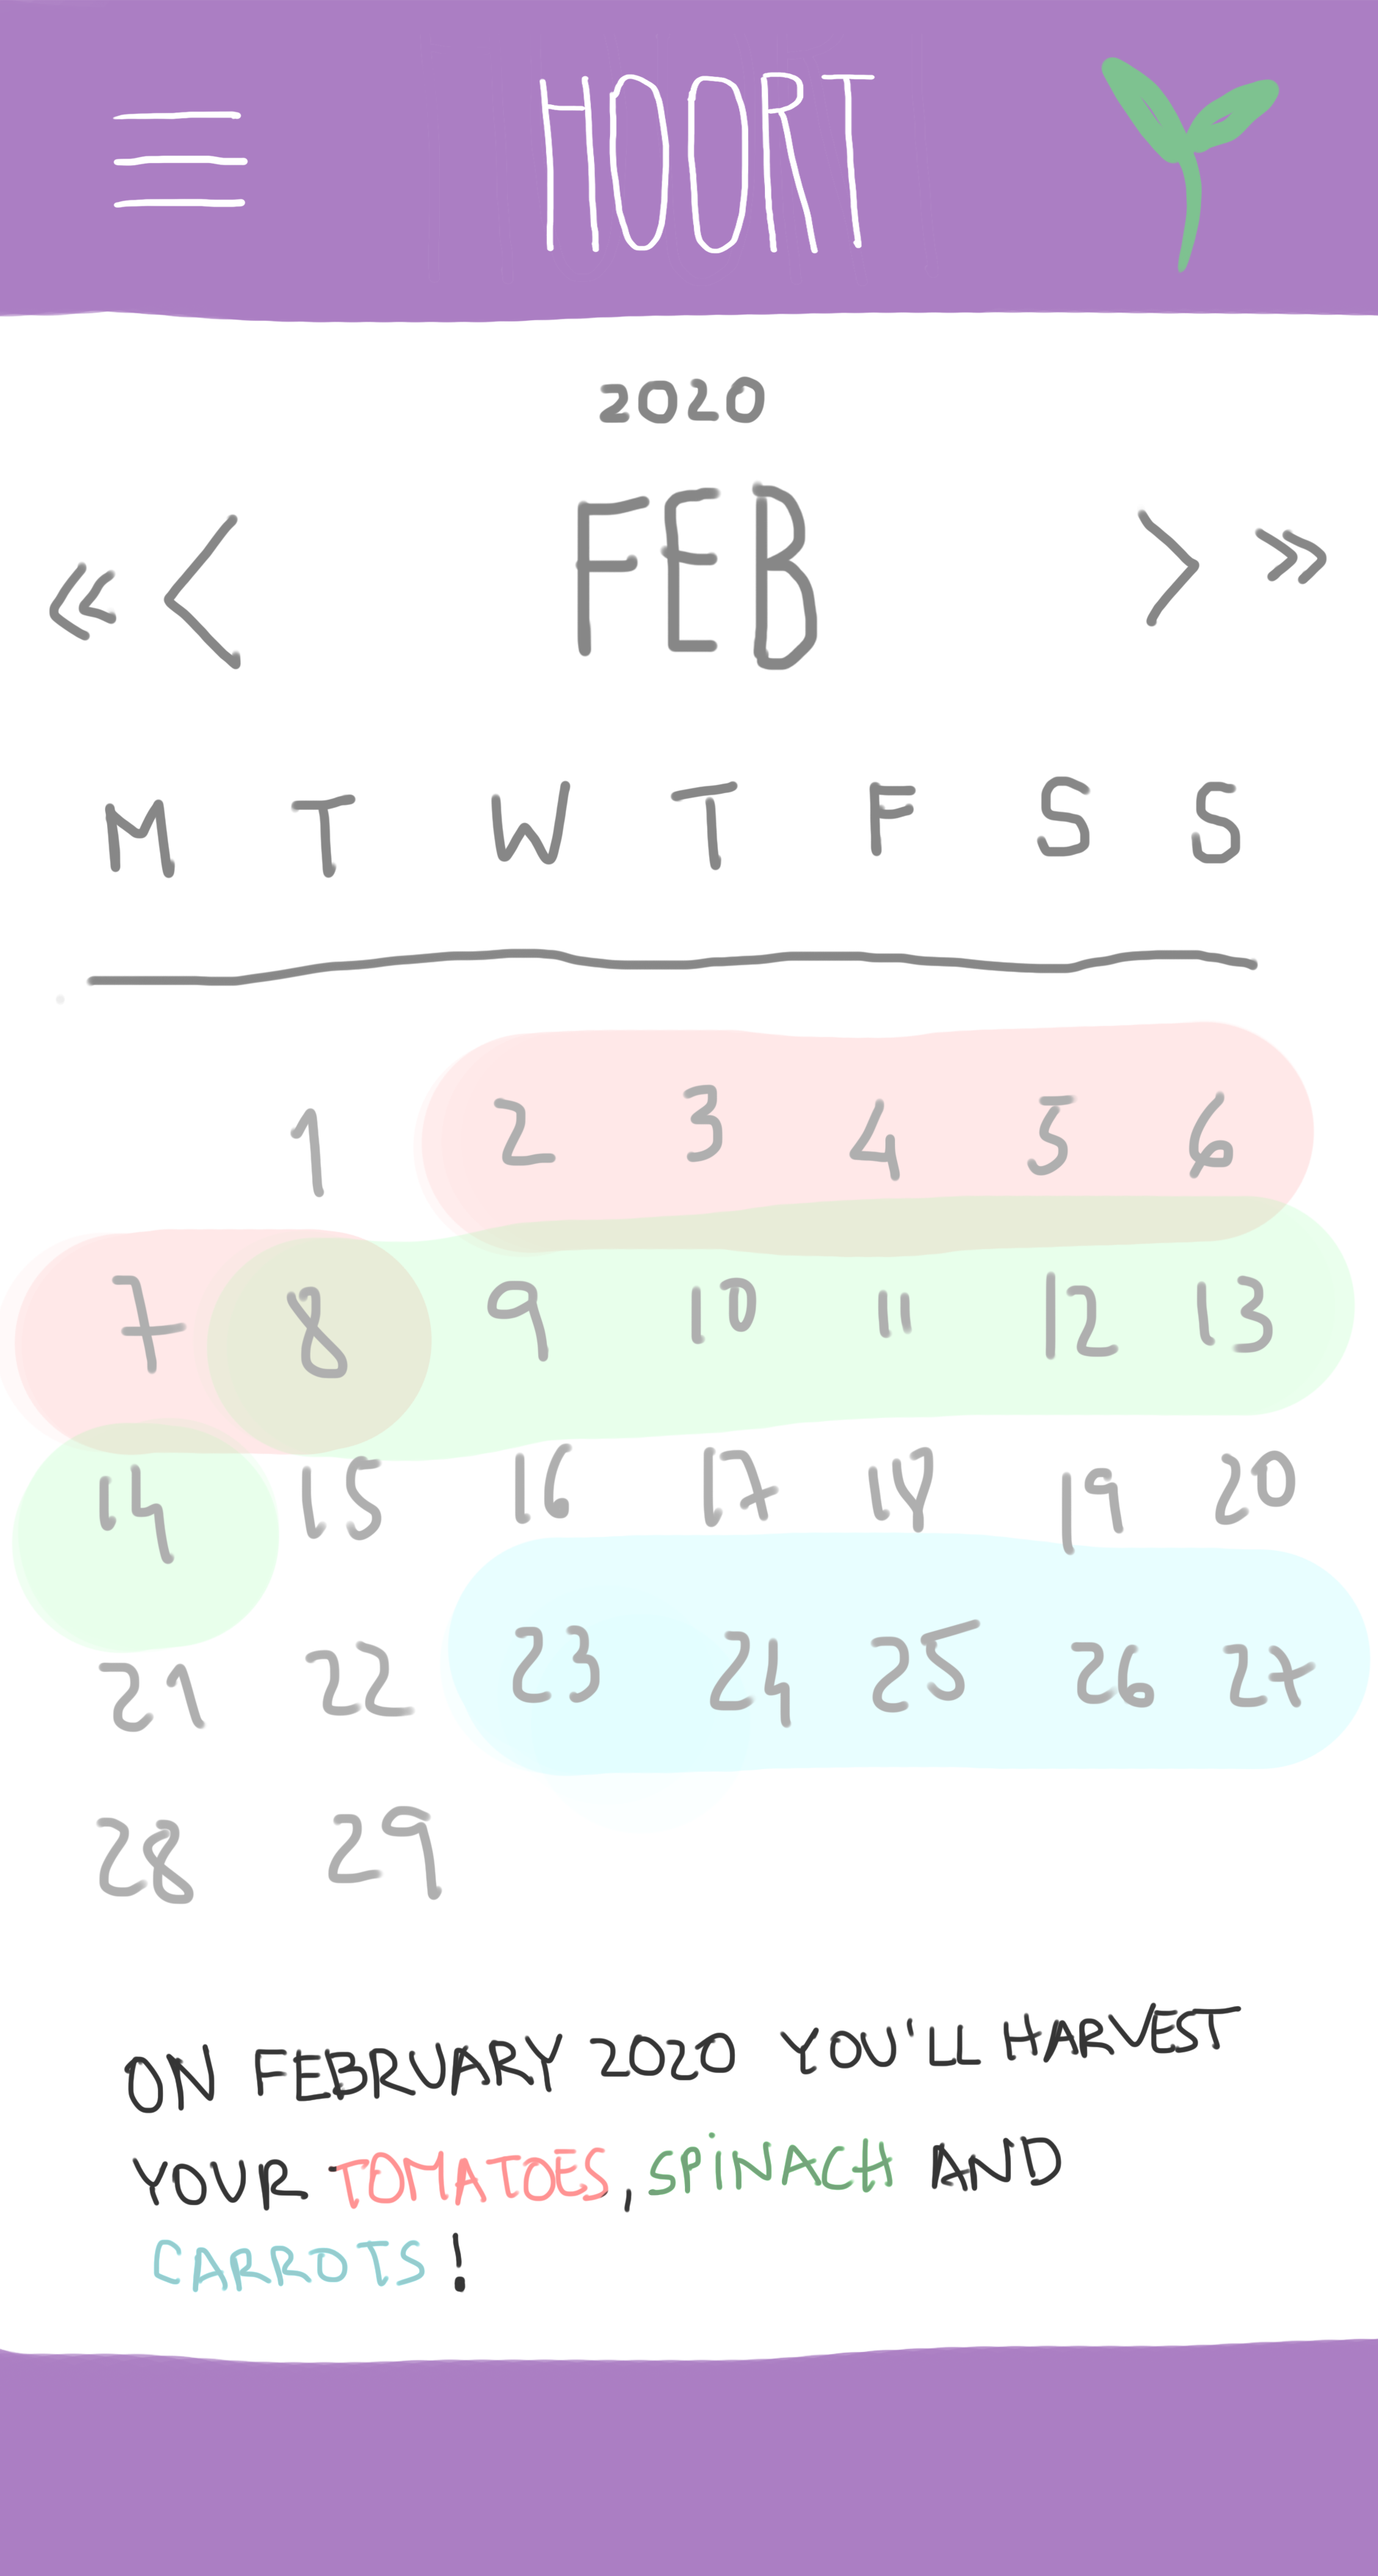 HOORT
2020
« < FEB > »
M T W T F S S
1 2 3 4 5 6
7 8 9 10 11 12 13
14 15 16 17 18 19 20
21 22 23 24 25 26 27
28 29
ON FEBRUARY 2020 YOU'LL HARVEST
YOUR TOMATOES, SPINACH AND
CARROTS!